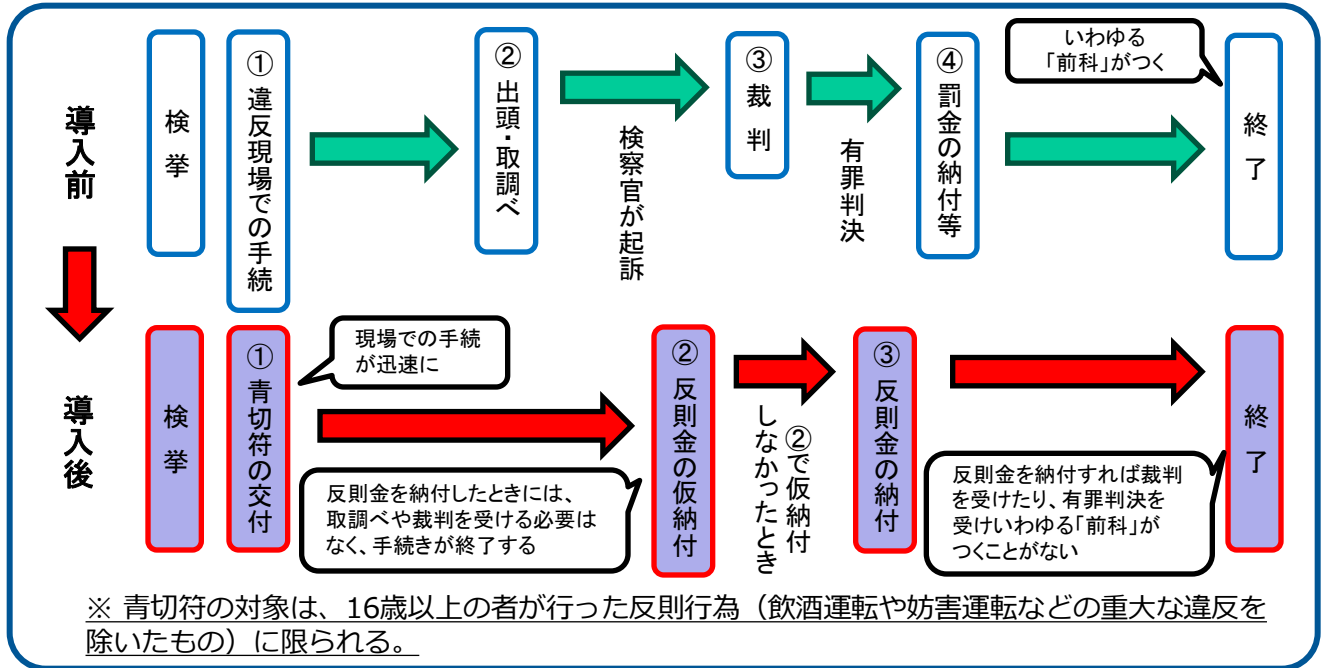 導入前
検挙
①違反現場での手続
②出頭・取調べ
検察官が起訴
③裁判
有罪判決
④罰金の納付等
いわゆる
「前科」がつく
終了
導入後
検挙
①青切符の交付
現場での手続
が迅速に
反則金を納付したときには、
取調べや裁判を受ける必要は
なく、手続きが終了する
②反則金の仮納付
②で仮納付
しなかったとき
③反則金の納付
反則金を納付すれば裁判
を受けたり、有罪判決を
受けいわゆる「前科」が
つくことがない
終了
※ 青切符の対象は、16歳以上の者が行った反則行為（飲酒運転や妨害運転などの重大な違反を
除いたもの）に限られる。